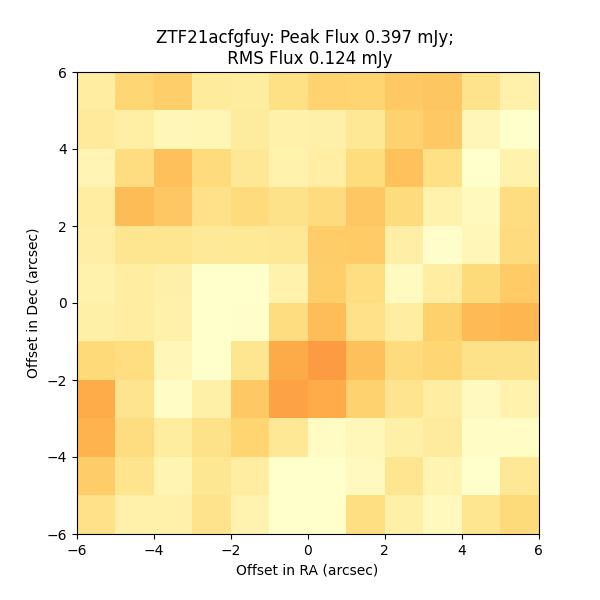 ZTF21acfgfuy: Peak Flux 0.397 mJy;
RMS Flux 0.124 mJy
6
4
2
0
−2
−4
−6
Offset in Dec (arcsec)
−6 −4 −2 0 2 4 6
Offset in RA (arcsec)